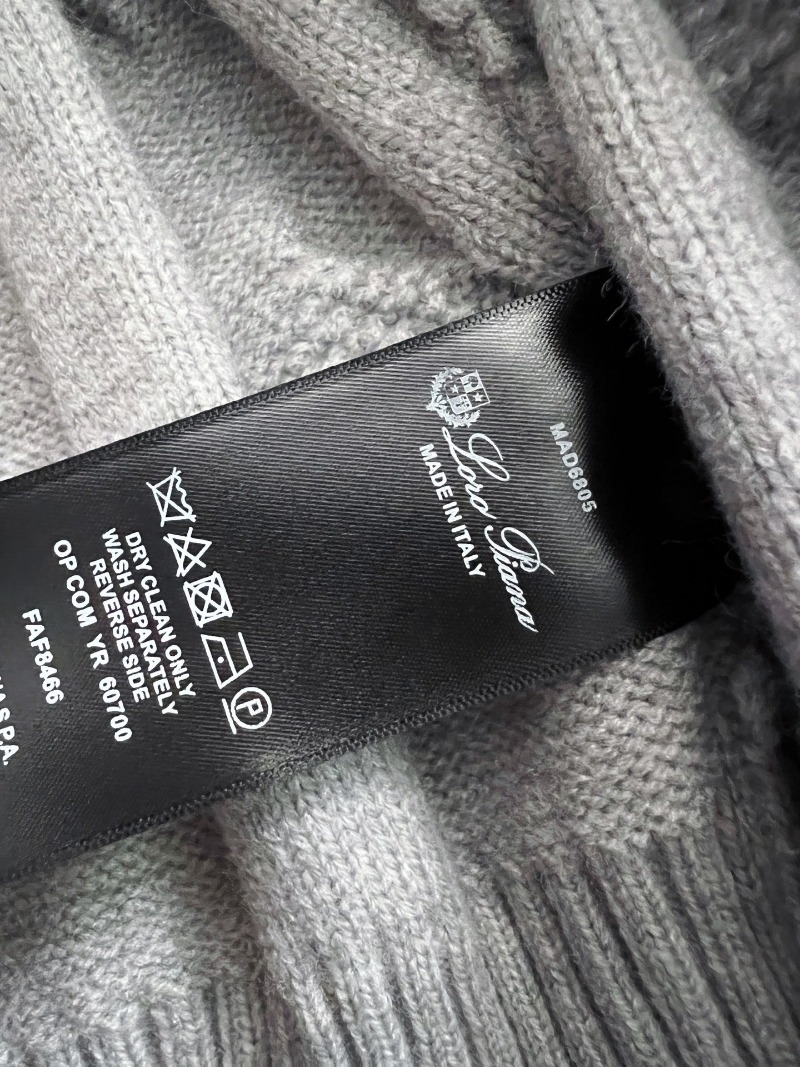 MAD6805
Loro Piana
MADE IN ITALY
P
DRY CLEAN ONLY
WASH SEPARATELY
REVERSE SIDE
OP COM YR 60700
FAF8466
S.P.A.